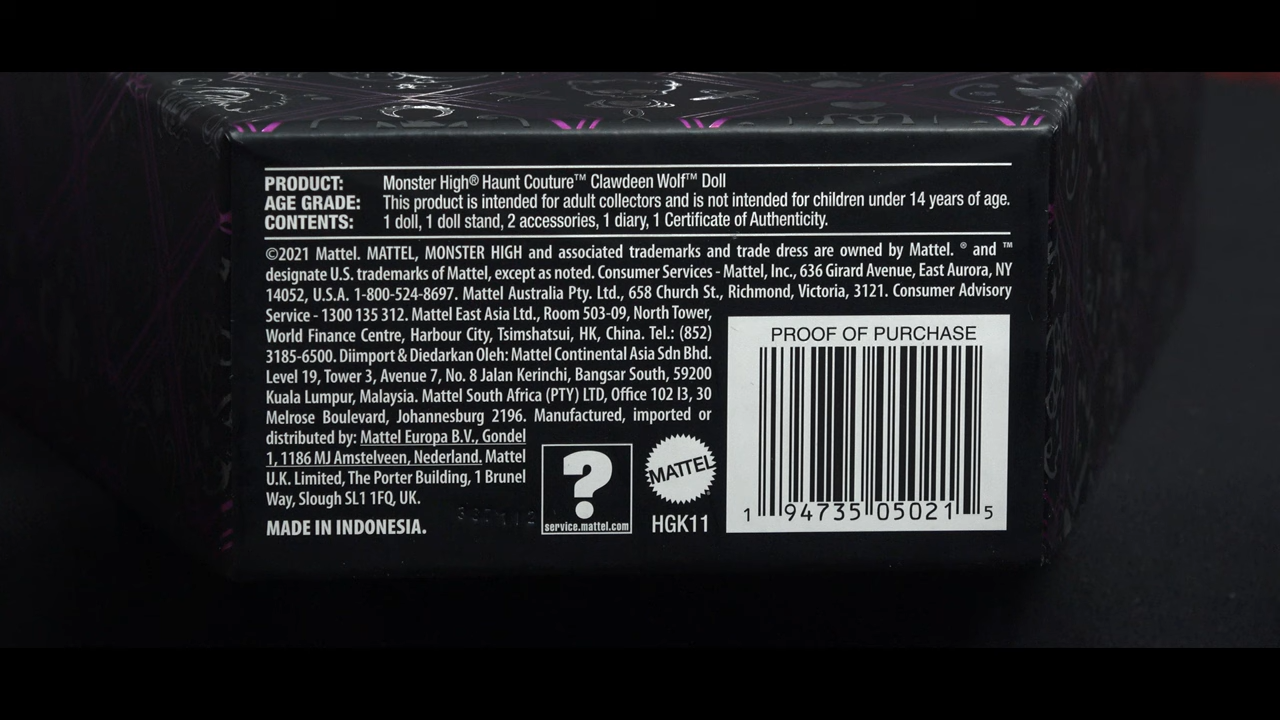 PRODUCT: Monster High® Haunt Couture™ Clawdeen Wolf™ Doll
AGE GRADE: This product is intended for adult collectors and is not intended for children under 14 years of age.
CONTENTS: 1 doll, 1 doll stand, 2 accessories, 1 diary, 1 Certificate of Authenticity.
©2021 Mattel. MATTEL, MONSTER HIGH and associated trademarks and trade dress are owned by Mattel. ® and ™
designate U.S. trademarks of Mattel, except as noted. Consumer Services - Mattel, Inc., 636 Girard Avenue, East Aurora, NY
14052, U.S.A. 1-800-524-8697. Mattel Australia Pty. Ltd., 658 Church St., Richmond, Victoria, 3121. Consumer Advisory
Service - 1300 135 312. Mattel East Asia Ltd., Room 503-09, North Tower,
World Finance Centre, Harbour City, Tsimshatsui, HK, China. Tel.: (852)
3185-6500. Diimport & Diedarkan Oleh: Mattel Continental Asia Sdn Bhd.
Level 19, Tower 3, Avenue 7, No. 8 Jalan Kerinchi, Bangsar South, 59200
Kuala Lumpur, Malaysia. Mattel South Africa (PTY) LTD, Office 102 I3, 30
Melrose Boulevard, Johannesburg 2196. Manufactured, imported or
distributed by: Mattel Europa B.V., Gondel
1, 1186 MJ Amstelveen, Nederland. Mattel
U.K. Limited, The Porter Building, 1 Brunel
Way, Slough SL1 1FQ, UK.
MADE IN INDONESIA.
?
service.mattel.com
MATTEL
HGK11
PROOF OF PURCHASE
1 94735 05021 5